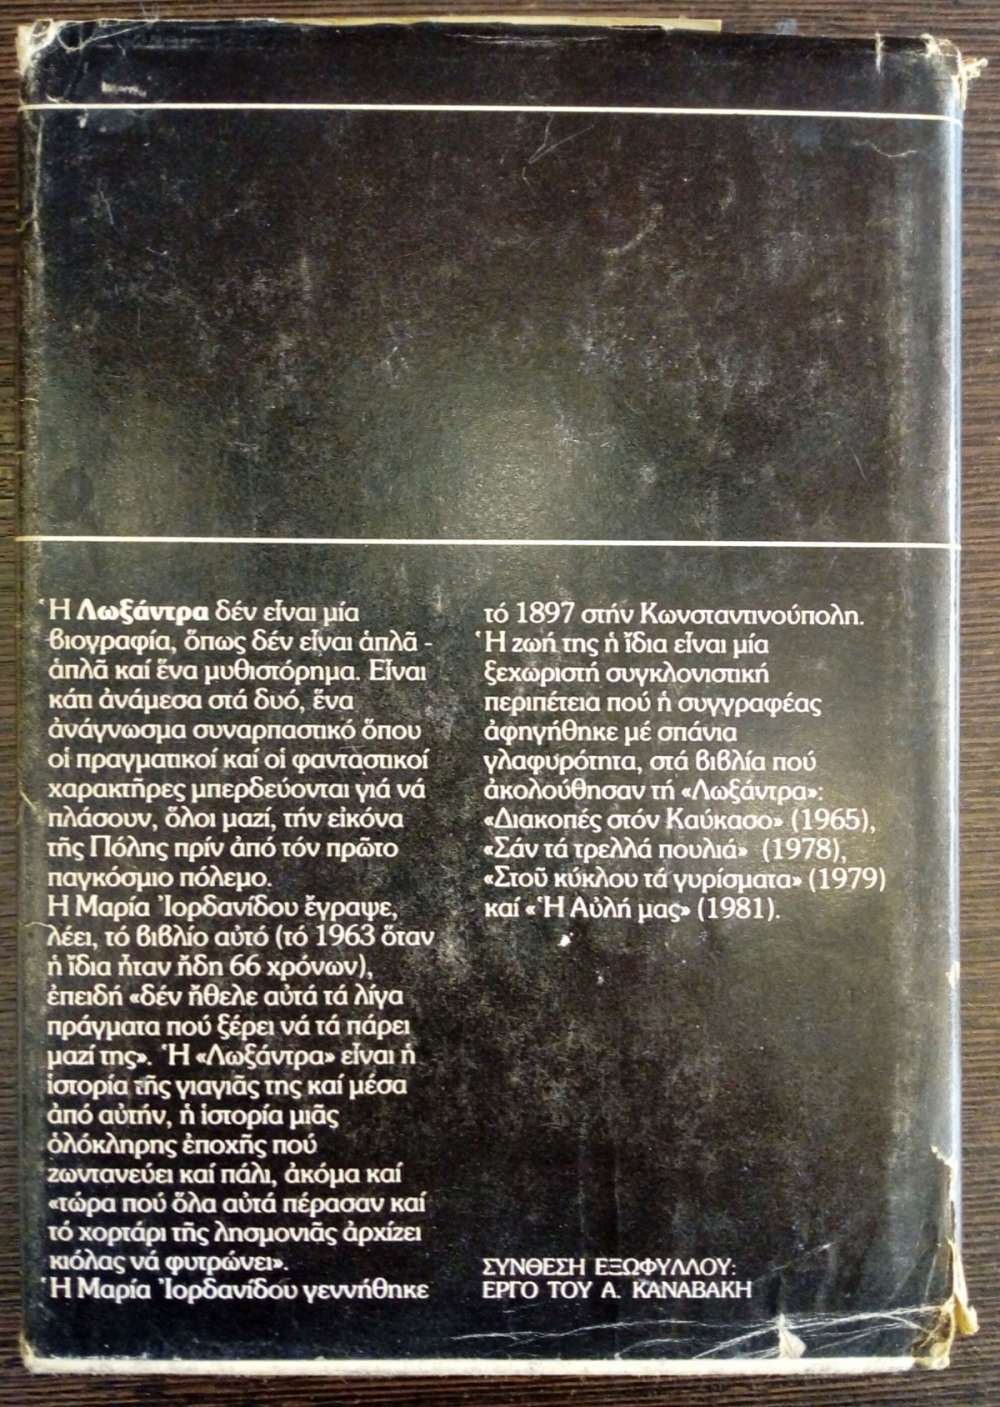 Ἡ Λωξάντρα δέν εἶναι μία
βιογραφία, ὅπως δέν εἶναι ἁπλᾶ -
ἁπλᾶ καί ἕνα μυθιστόρημα. Εἶναι
κάτι ἀνάμεσα στά δυό, ἕνα
ἀνάγνωσμα συναρπαστικό ὅπου
οἱ πραγματικοί καί οἱ φανταστικοί
χαρακτῆρες μπερδεύονται γιά νά
πλάσουν, ὅλοι μαζί, τήν εἰκόνα
τῆς Πόλης πρίν ἀπό τόν πρῶτο
παγκόσμιο πόλεμο.
Η Μαρία Ἰορδανίδου ἔγραψε,
λέει, τό βιβλίο αὐτό (τό 1963 ὅταν
ἡ ἴδια ἦταν ἤδη 66 χρόνων),
ἐπειδή «δέν ἤθελε αὐτά τά λίγα
πράγματα πού ξέρει νά τά πάρει
μαζί της». Ἡ «Λωξάντρα» εἶναι ἡ
ἱστορία τῆς γιαγιᾶς της καί μέσα
ἀπό αὐτήν, ἡ ἱστορία μιᾶς
ὁλόκληρης ἐποχῆς πού
ζωντανεύει καί πάλι, ἀκόμα καί
«τώρα πού ὅλα αὐτά πέρασαν καί
τό χορτάρι τῆς λησμονιᾶς ἀρχίζει
κιόλας νά φυτρώνει».
Ἡ Μαρία Ἰορδανίδου γεννήθηκε
τό 1897 στήν Κωνσταντινούπολη.
Ἡ ζωή της ἡ ἴδια εἶναι μία
ξεχωριστή συγκλονιστική
περιπέτεια πού ἡ συγγραφέας
ἀφηγήθηκε μέ σπάνια
γλαφυρότητα, στά βιβλία πού
ἀκολούθησαν τή «Λωξάντρα»:
«Διακοπές στόν Καύκασο» (1965),
«Σάν τά τρελλά πουλιά» (1978),
«Στοῦ κύκλου τά γυρίσματα» (1979)
καί «Ἡ Αὐλή μας» (1981).
ΣΥΝΘΕΣΗ ΕΞΩΦΥΛΛΟΥ:
ΕΡΓΟ ΤΟΥ Α. ΚΑΝΑΒΑΚΗ